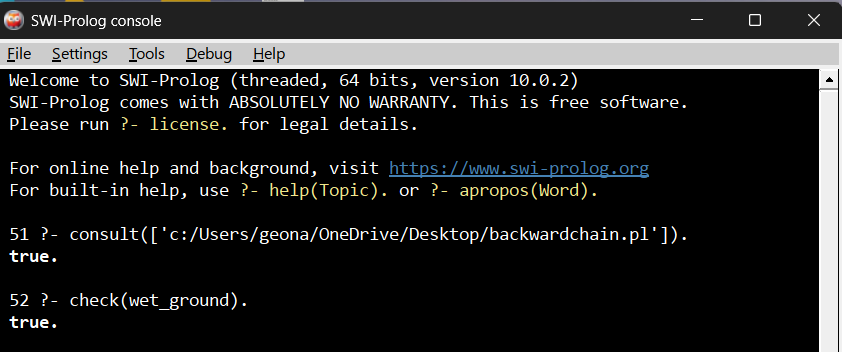 SWI-Prolog console
File Settings Tools Debug Help
Welcome to SWI-Prolog (threaded, 64 bits, version 10.0.2)
SWI-Prolog comes with ABSOLUTELY NO WARRANTY. This is free software.
Please run ?- license. for legal details.
For online help and background, visit https://www.swi-prolog.org
For built-in help, use ?- help(Topic). or ?- apropos(Word).
51 ?- consult(['c:/Users/geona/OneDrive/Desktop/backwardchain.pl']).
true.
52 ?- check(wet_ground).
true.